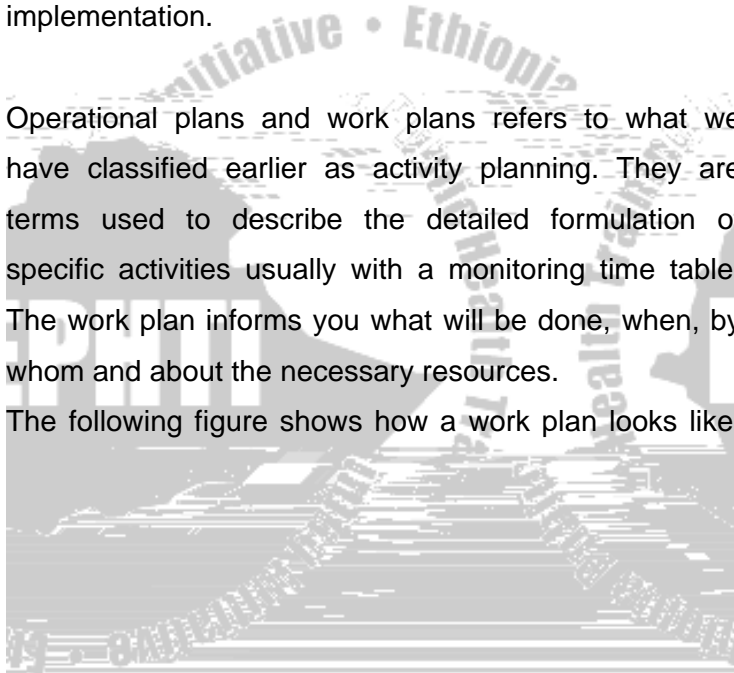 implementation.
Operational plans and work plans refers to what we
have classified earlier as activity planning. They are
terms used to describe the detailed formulation o
specific activities usually with a monitoring time table
The work plan informs you what will be done, when, by
whom and about the necessary resources.
The following figure shows how a work plan looks like
itiative • Ethiopia
EPHTI